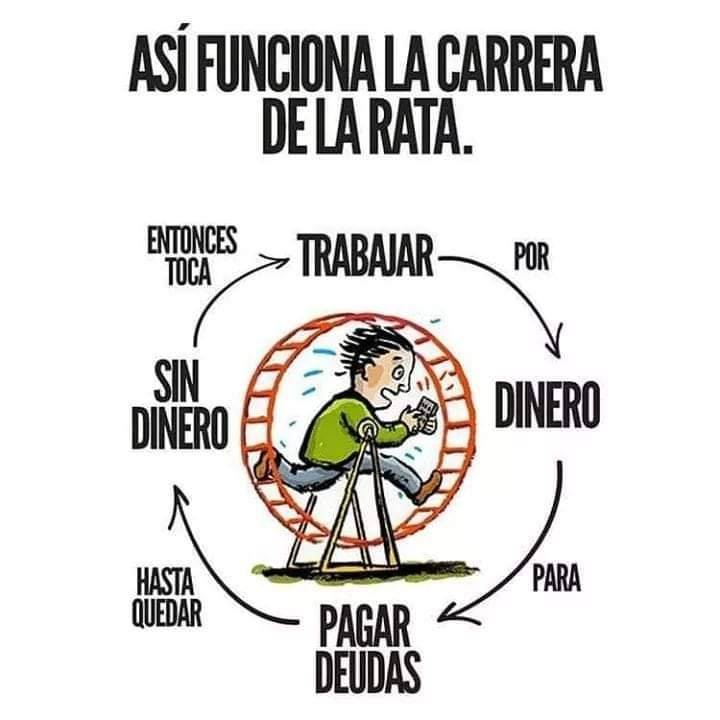 ASÍ FUNCIONA LA CARRERA
DE LA RATA.
ENTONCES
TOCA
TRABAJAR
POR
DINERO
PARA
PAGAR
DEUDAS
HASTA
QUEDAR
SIN
DINERO